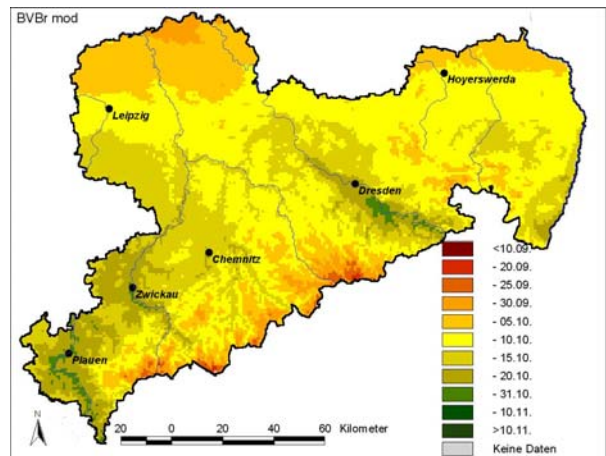 BVBr mod
Hoyerswerda
Leipzig
Dresden
Chemnitz
Zwickau
Plauen
<10.09.
- 20.09.
- 25.09.
- 30.09.
- 05.10.
- 10.10.
- 15.10.
- 20.10.
- 31.10.
- 10.11.
>10.11.
Keine Daten
N
20 0 20 40 60 Kilometer